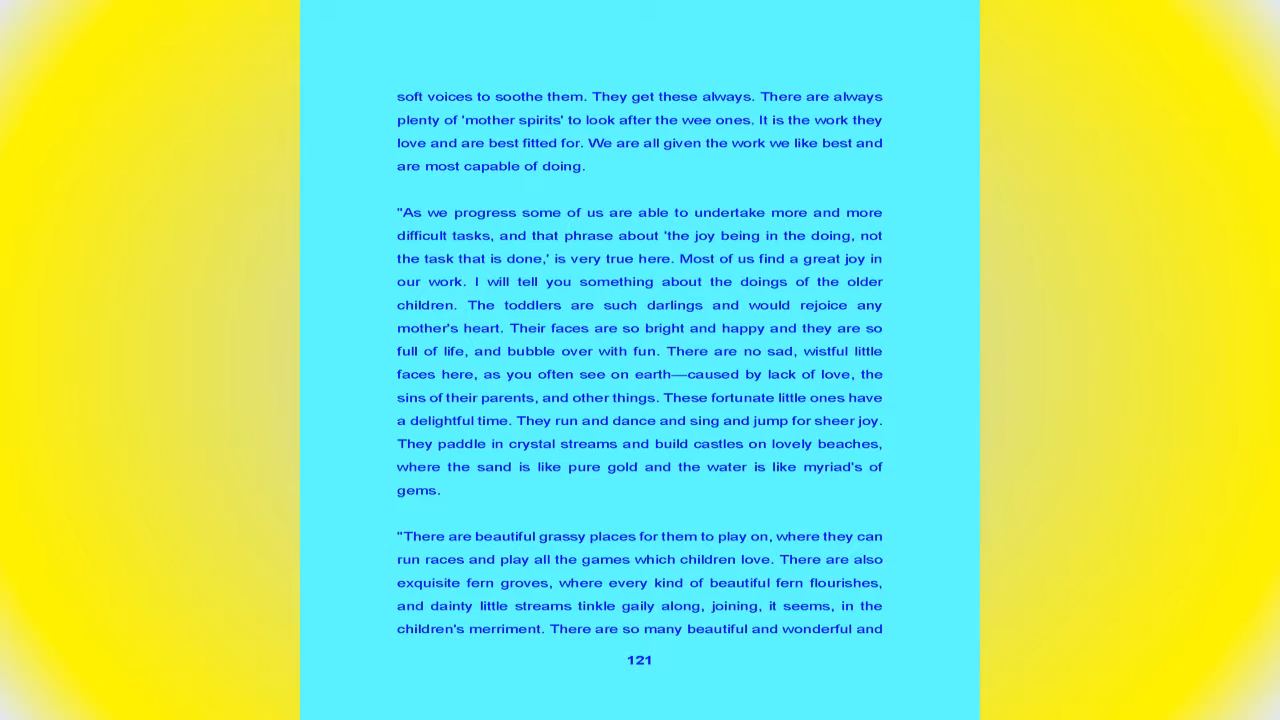 soft voices to soothe them. They get these always. There are always
plenty of 'mother spirits' to look after the wee ones. It is the work they
love and are best fitted for. We are all given the work we like best and
are most capable of doing.
"As we progress some of us are able to undertake more and more
difficult tasks, and that phrase about 'the joy being in the doing, not
the task that is done,' is very true here. Most of us find a great joy in
our work. I will tell you something about the doings of the older
children. The toddlers are such darlings and would rejoice any
mother's heart. Their faces are so bright and happy and they are so
full of life, and bubble over with fun. There are no sad, wistful little
faces here, as you often see on earth—caused by lack of love, the
sins of their parents, and other things. These fortunate little ones have
a delightful time. They run and dance and sing and jump for sheer joy.
They paddle in crystal streams and build castles on lovely beaches,
where the sand is like pure gold and the water is like myriad's of
gems.
"There are beautiful grassy places for them to play on, where they can
run races and play all the games which children love. There are also
exquisite fern groves, where every kind of beautiful fern flourishes,
and dainty little streams tinkle gaily along, joining, it seems, in the
children's merriment. There are so many beautiful and wonderful and
121